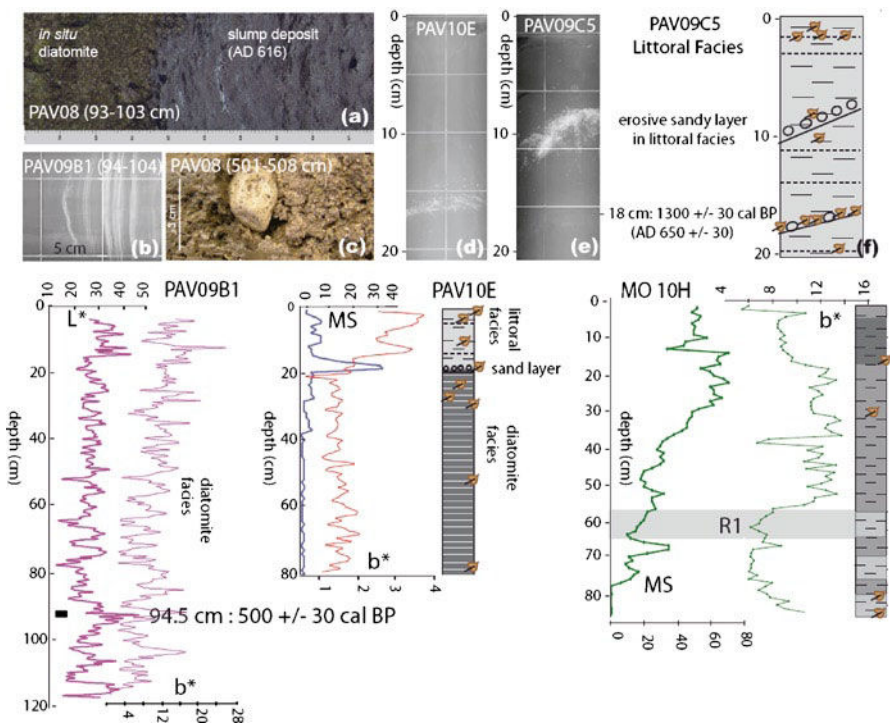 in situ
diatomite
slump deposit
(AD 616)
PAV08 (93-103 cm)
(a)
PAV09B1 (94-104)
5 cm
(b)
PAV08 (501-508 cm)
5 cm
(c)
PAV10E
depth (cm)
0
10
20
(d)
PAV09C5
depth (cm)
0
10
20
(e)
PAV09C5
Littoral Facies
erosive sandy layer
in littoral facies
18 cm: 1300 +/- 30 cal BP
(AD 650 +/- 30)
0
10
20
(f)
10 20 30 40 50
PAV09B1
L*
depth (cm)
0
20
40
60
80
100
120
diatomite
facies
94.5 cm : 500 +/- 30 cal BP
b*
4 12 20 28
0 10 20 30 40
PAV10E
MS
depth (cm)
0
20
40
60
80
littoral
facies
sand layer
diatomite
facies
b*
1 2 3 4
MO 10H
4 8 12 16
b*
depth (cm)
0
10
20
30
40
50
60
70
80
R1
MS
0 20 40 60 80